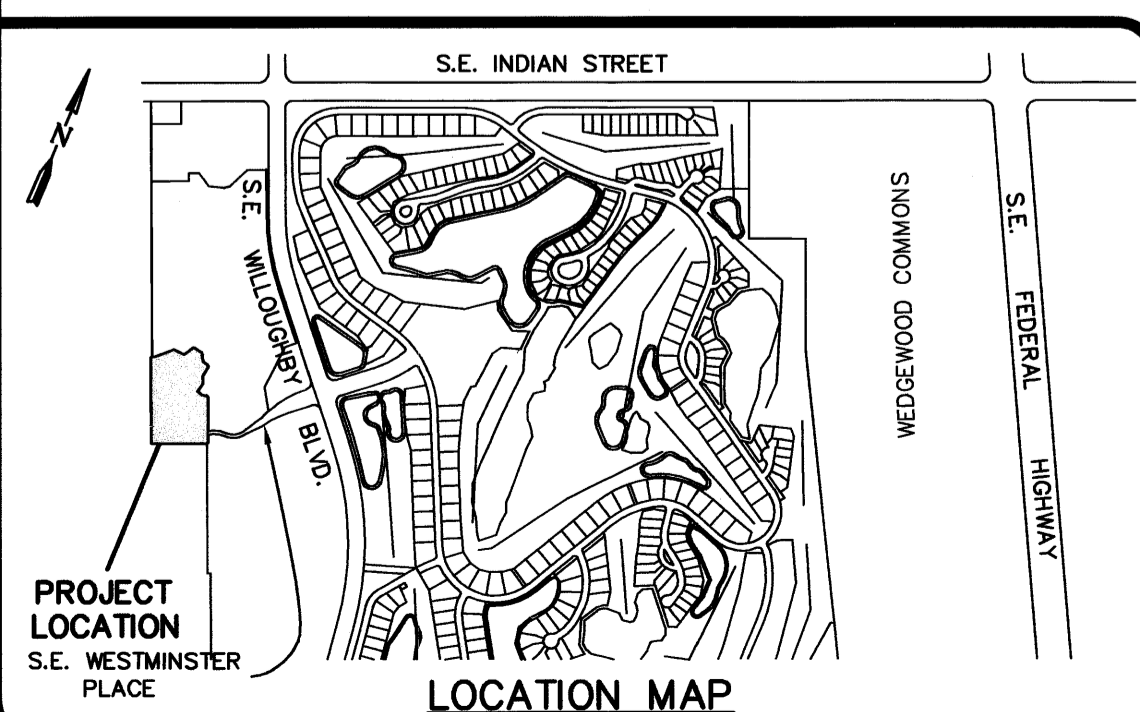 S.E. INDIAN STREET
N
S.E. WILLOUGHBY BLVD.
WEDGEWOOD COMMONS
S.E. FEDERAL HIGHWAY
PROJECT
LOCATION
S.E. WESTMINSTER
PLACE
LOCATION MAP